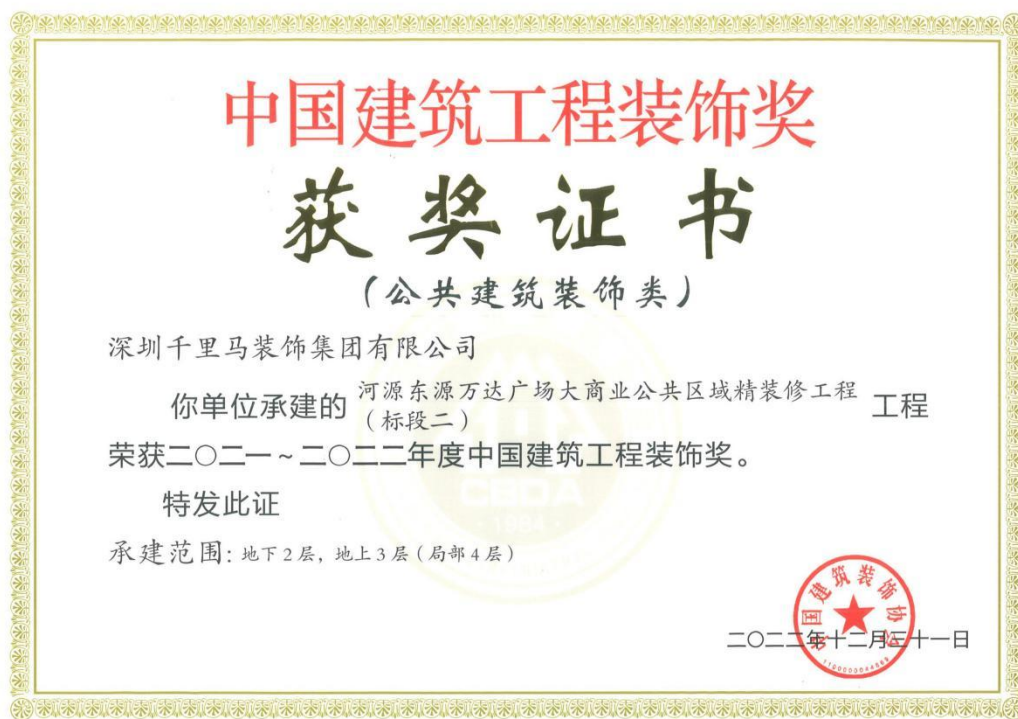 中国建筑工程装饰奖
获奖证书
(公共建筑装饰类)
深圳千里马装饰集团有限公司
你单位承建的 河源东源万达广场大商业公共区域精装修工程 工程
(标段二)
荣获二〇二一~二〇二二年度中国建筑工程装饰奖。
特发此证
承建范围: 地下2层, 地上3层(局部4层)
中国建筑装饰协会
二〇二二年十二月三十一日
CBDA
·1984·